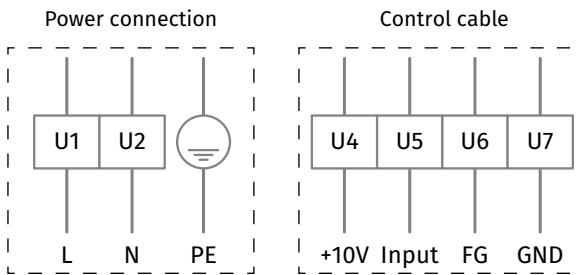 Power connection
Control cable
U1 U2
U4 U5 U6 U7
L N PE
+10V Input FG GND